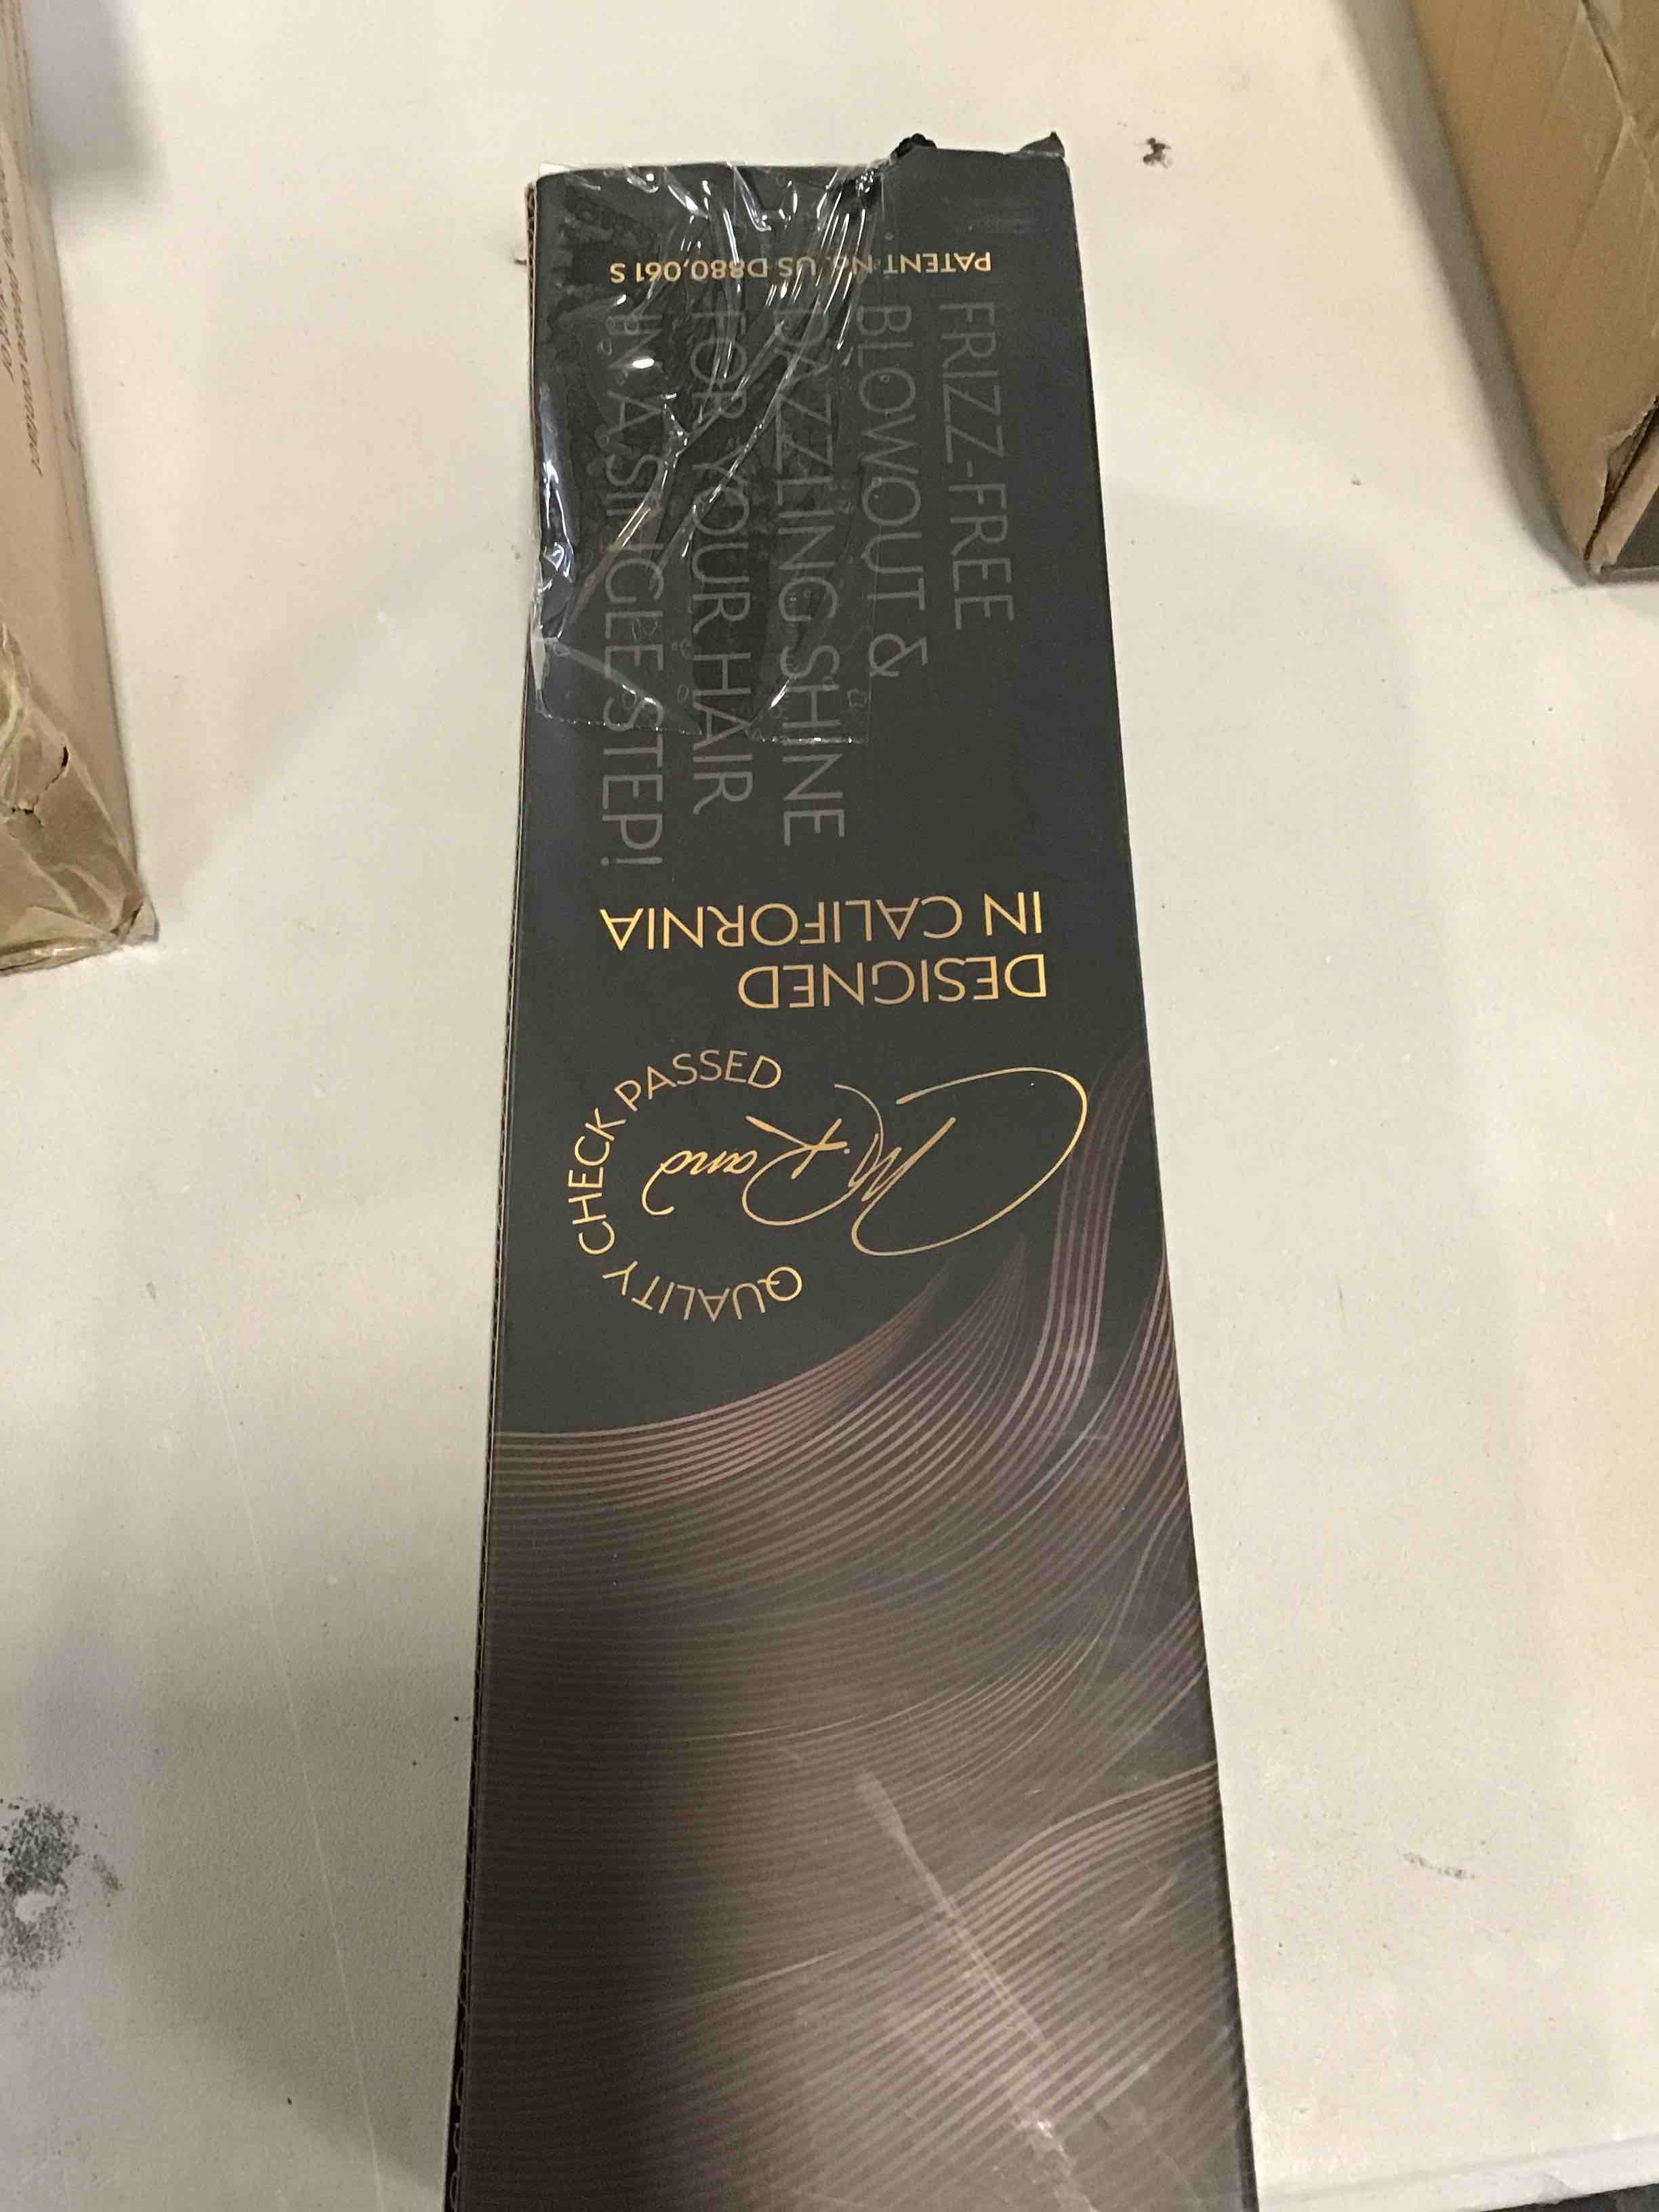 QUALITY CHECK PASSED
DESIGNED
IN CALIFORNIA
FRIZZ-FREE
BLOWOUT &
DAZZLING SHINE
FOR YOUR HAIR
IN A SINGLE STEP!
PATENT No. US D880,061 S